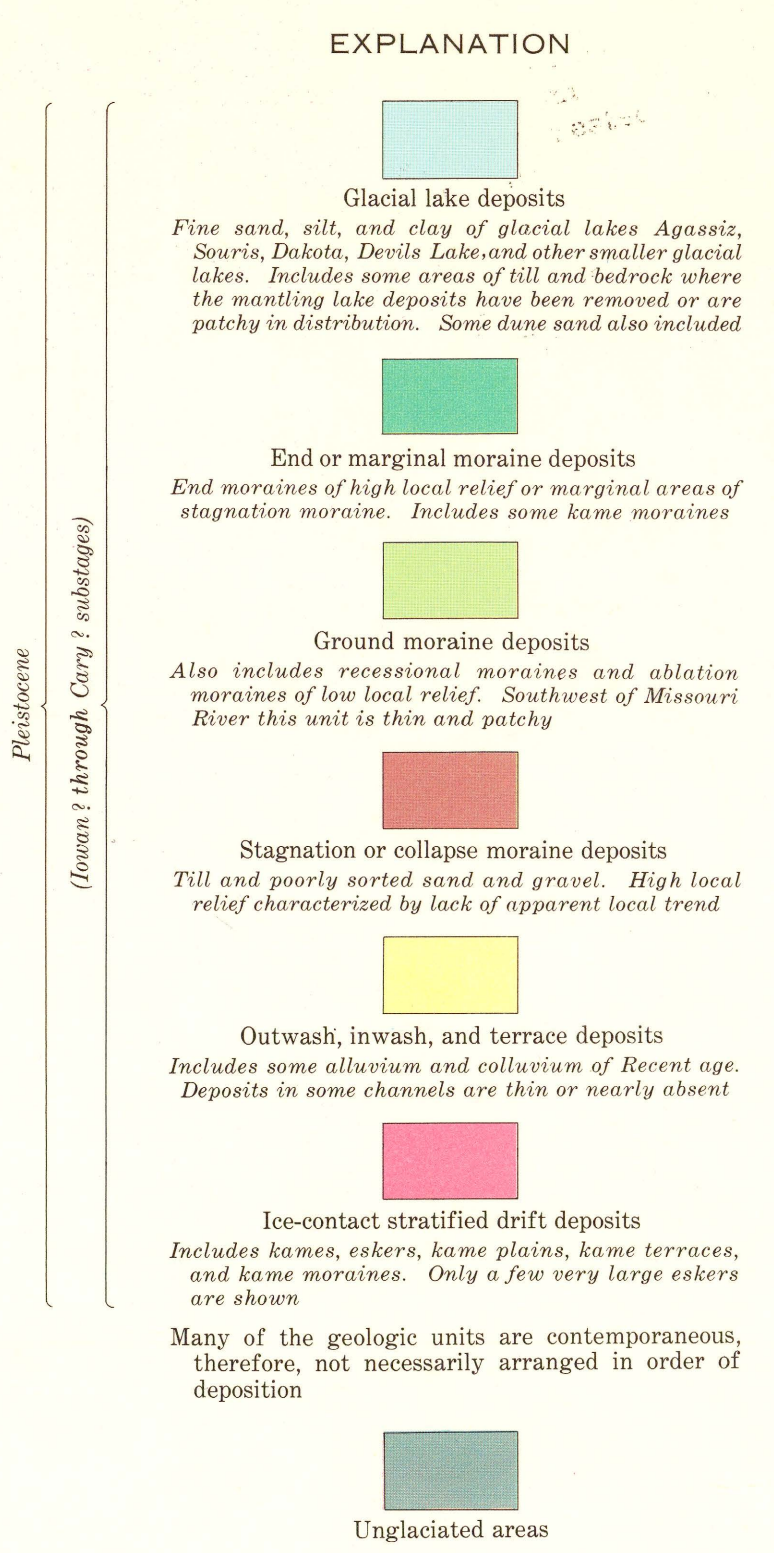 EXPLANATION
Glacial lake deposits
Fine sand, silt, and clay of glacial lakes Agassiz,
Souris, Dakota, Devils Lake, and other smaller glacial
lakes. Includes some areas of till and bedrock where
the mantling lake deposits have been removed or are
patchy in distribution. Some dune sand also included
End or marginal moraine deposits
End moraines of high local relief or marginal areas of
stagnation moraine. Includes some kame moraines
Ground moraine deposits
Also includes recessional moraines and ablation
moraines of low local relief. Southwest of Missouri
River this unit is thin and patchy
Stagnation or collapse moraine deposits
Till and poorly sorted sand and gravel. High local
relief characterized by lack of apparent local trend
Outwash, inwash, and terrace deposits
Includes some alluvium and colluvium of Recent age.
Deposits in some channels are thin or nearly absent
Ice-contact stratified drift deposits
Includes kames, eskers, kame plains, kame terraces,
and kame moraines. Only a few very large eskers
are shown
Pleistocene
(Iowan ? through Cary ? substages)
Many of the geologic units are contemporaneous,
therefore, not necessarily arranged in order of
deposition
Unglaciated areas